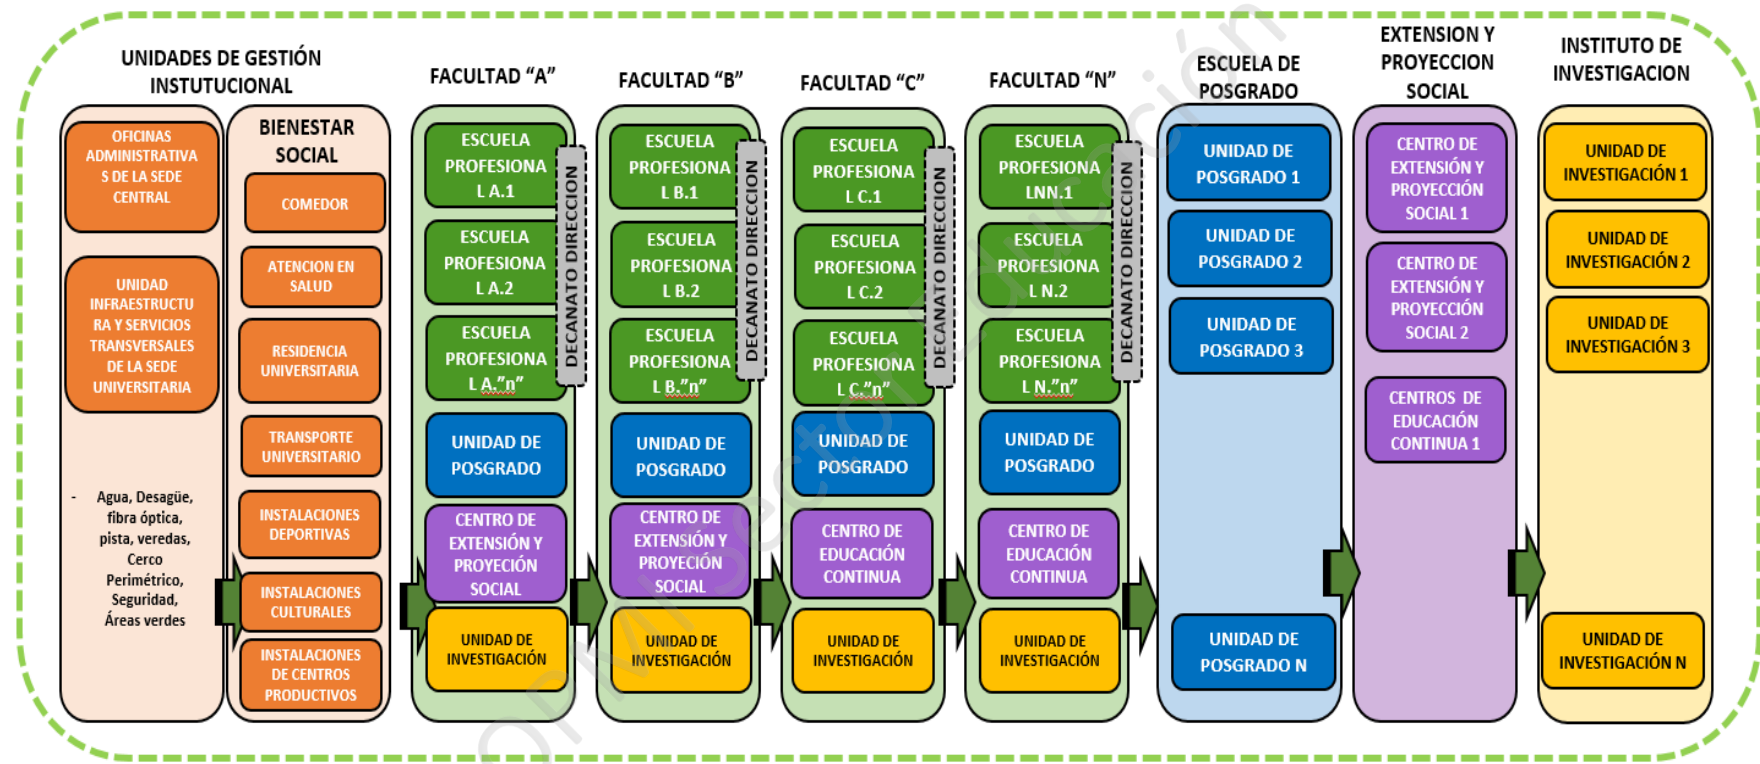 UNIDADES DE GESTIÓN
INSTUTUCIONAL
OFICINAS
ADMINISTRATIVA
S DE LA SEDE
CENTRAL
UNIDAD
INFRAESTRUCTU
RA Y SERVICIOS
TRANSVERSALES
DE LA SEDE
UNIVERSITARIA
- Agua, Desagüe,
fibra óptica,
pista, veredas,
Cerco
Perimétrico,
Seguridad,
Áreas verdes
BIENESTAR
SOCIAL
COMEDOR
ATENCION EN
SALUD
RESIDENCIA
UNIVERSITARIA
TRANSPORTE
UNIVERSITARIO
INSTALACIONES
DEPORTIVAS
INSTALACIONES
CULTURALES
INSTALACIONES
DE CENTROS
PRODUCTIVOS
FACULTAD “A”
ESCUELA
PROFESIONA
L A.1
ESCUELA
PROFESIONA
L A.2
ESCUELA
PROFESIONA
L A.”n”
DECANATO DIRECCION
UNIDAD DE
POSGRADO
CENTRO DE
EXTENSIÓN Y
PROYECIÓN
SOCIAL
UNIDAD DE
INVESTIGACIÓN
FACULTAD “B”
ESCUELA
PROFESIONA
L B.1
ESCUELA
PROFESIONA
L B.2
ESCUELA
PROFESIONA
L B.”n”
DECANATO DIRECCION
UNIDAD DE
POSGRADO
CENTRO DE
EXTENSIÓN Y
PROYECIÓN
SOCIAL
UNIDAD DE
INVESTIGACIÓN
FACULTAD “C”
ESCUELA
PROFESIONA
L C.1
ESCUELA
PROFESIONA
L C.2
ESCUELA
PROFESIONA
L C.”n”
DECANATO DIRECCION
UNIDAD DE
POSGRADO
CENTRO DE
EDUCACIÓN
CONTINUA
UNIDAD DE
INVESTIGACIÓN
FACULTAD “N”
ESCUELA
PROFESIONA
LNN.1
ESCUELA
PROFESIONA
L N.2
ESCUELA
PROFESIONA
L N.”n”
DECANATO DIRECCION
UNIDAD DE
POSGRADO
CENTRO DE
EDUCACIÓN
CONTINUA
UNIDAD DE
INVESTIGACIÓN
ESCUELA DE
POSGRADO
UNIDAD DE
POSGRADO 1
UNIDAD DE
POSGRADO 2
UNIDAD DE
POSGRADO 3
UNIDAD DE
POSGRADO N
EXTENSION Y
PROYECCION
SOCIAL
CENTRO DE
EXTENSIÓN Y
PROYECCIÓN
SOCIAL 1
CENTRO DE
EXTENSIÓN Y
PROYECCIÓN
SOCIAL 2
CENTROS DE
EDUCACIÓN
CONTINUA 1
INSTITUTO DE
INVESTIGACION
UNIDAD DE
INVESTIGACIÓN 1
UNIDAD DE
INVESTIGACIÓN 2
UNIDAD DE
INVESTIGACIÓN 3
UNIDAD DE
INVESTIGACIÓN N
OPMI Sector Educación